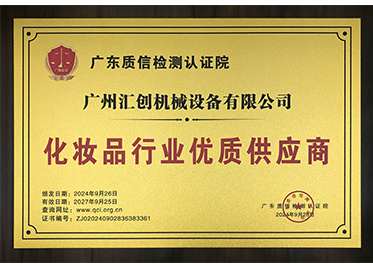 广东质信检测认证院
广州汇创机械设备有限公司
化妆品行业优质供应商
颁发日期：2024年9月26日
有效日期：2027年9月25日
查询网址：www.qci.org.cn
证书编号：ZJ020240902836383361
广东质信检测认证院
2024年9月26日